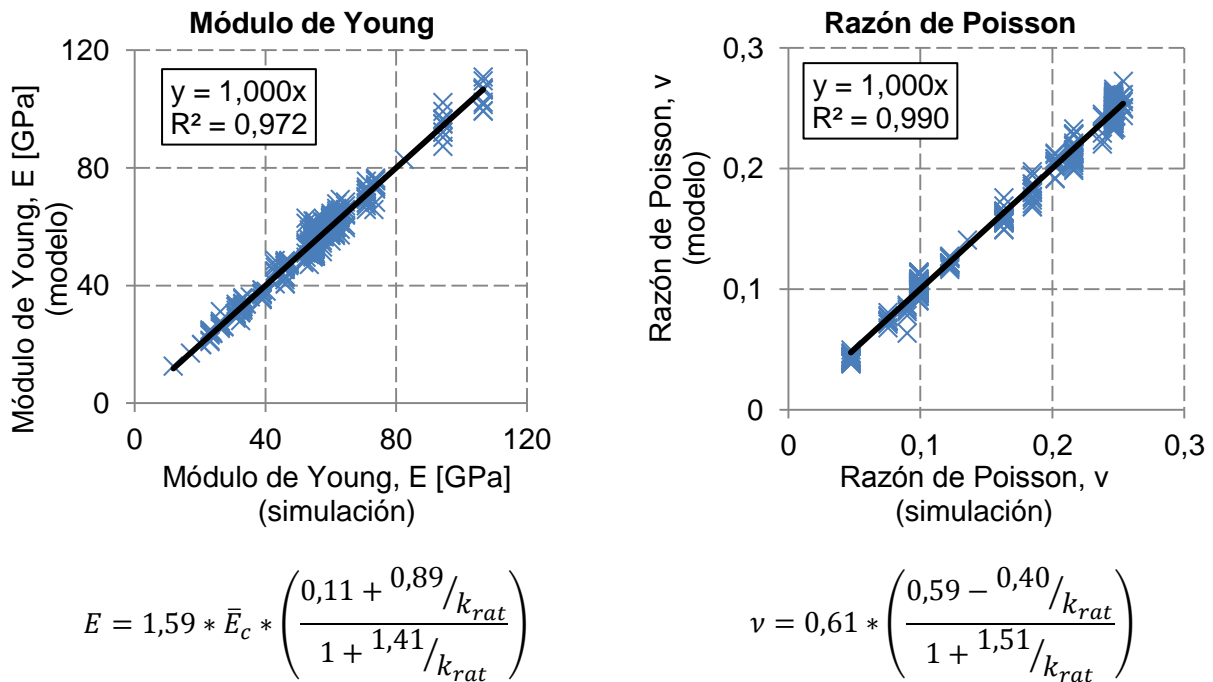 Módulo de Young
120
80
40
0
y = 1,000x
R² = 0,972
0 40 80 120
Módulo de Young, E [GPa]
(modelo)
Módulo de Young, E [GPa]
(simulación)
E = 1,59 * Ē_c * ( (0,11 + 0,89/k_rat) / (1 + 1,41/k_rat) )
Razón de Poisson
0,3
0,2
0,1
0
y = 1,000x
R² = 0,990
0 0,1 0,2 0,3
Razón de Poisson, v
(modelo)
Razón de Poisson, v
(simulación)
ν = 0,61 * ( (0,59 − 0,40/k_rat) / (1 + 1,51/k_rat) )